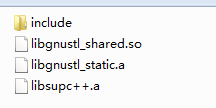 include
libgnustl_shared.so
libgnustl_static.a
libsupc++.a